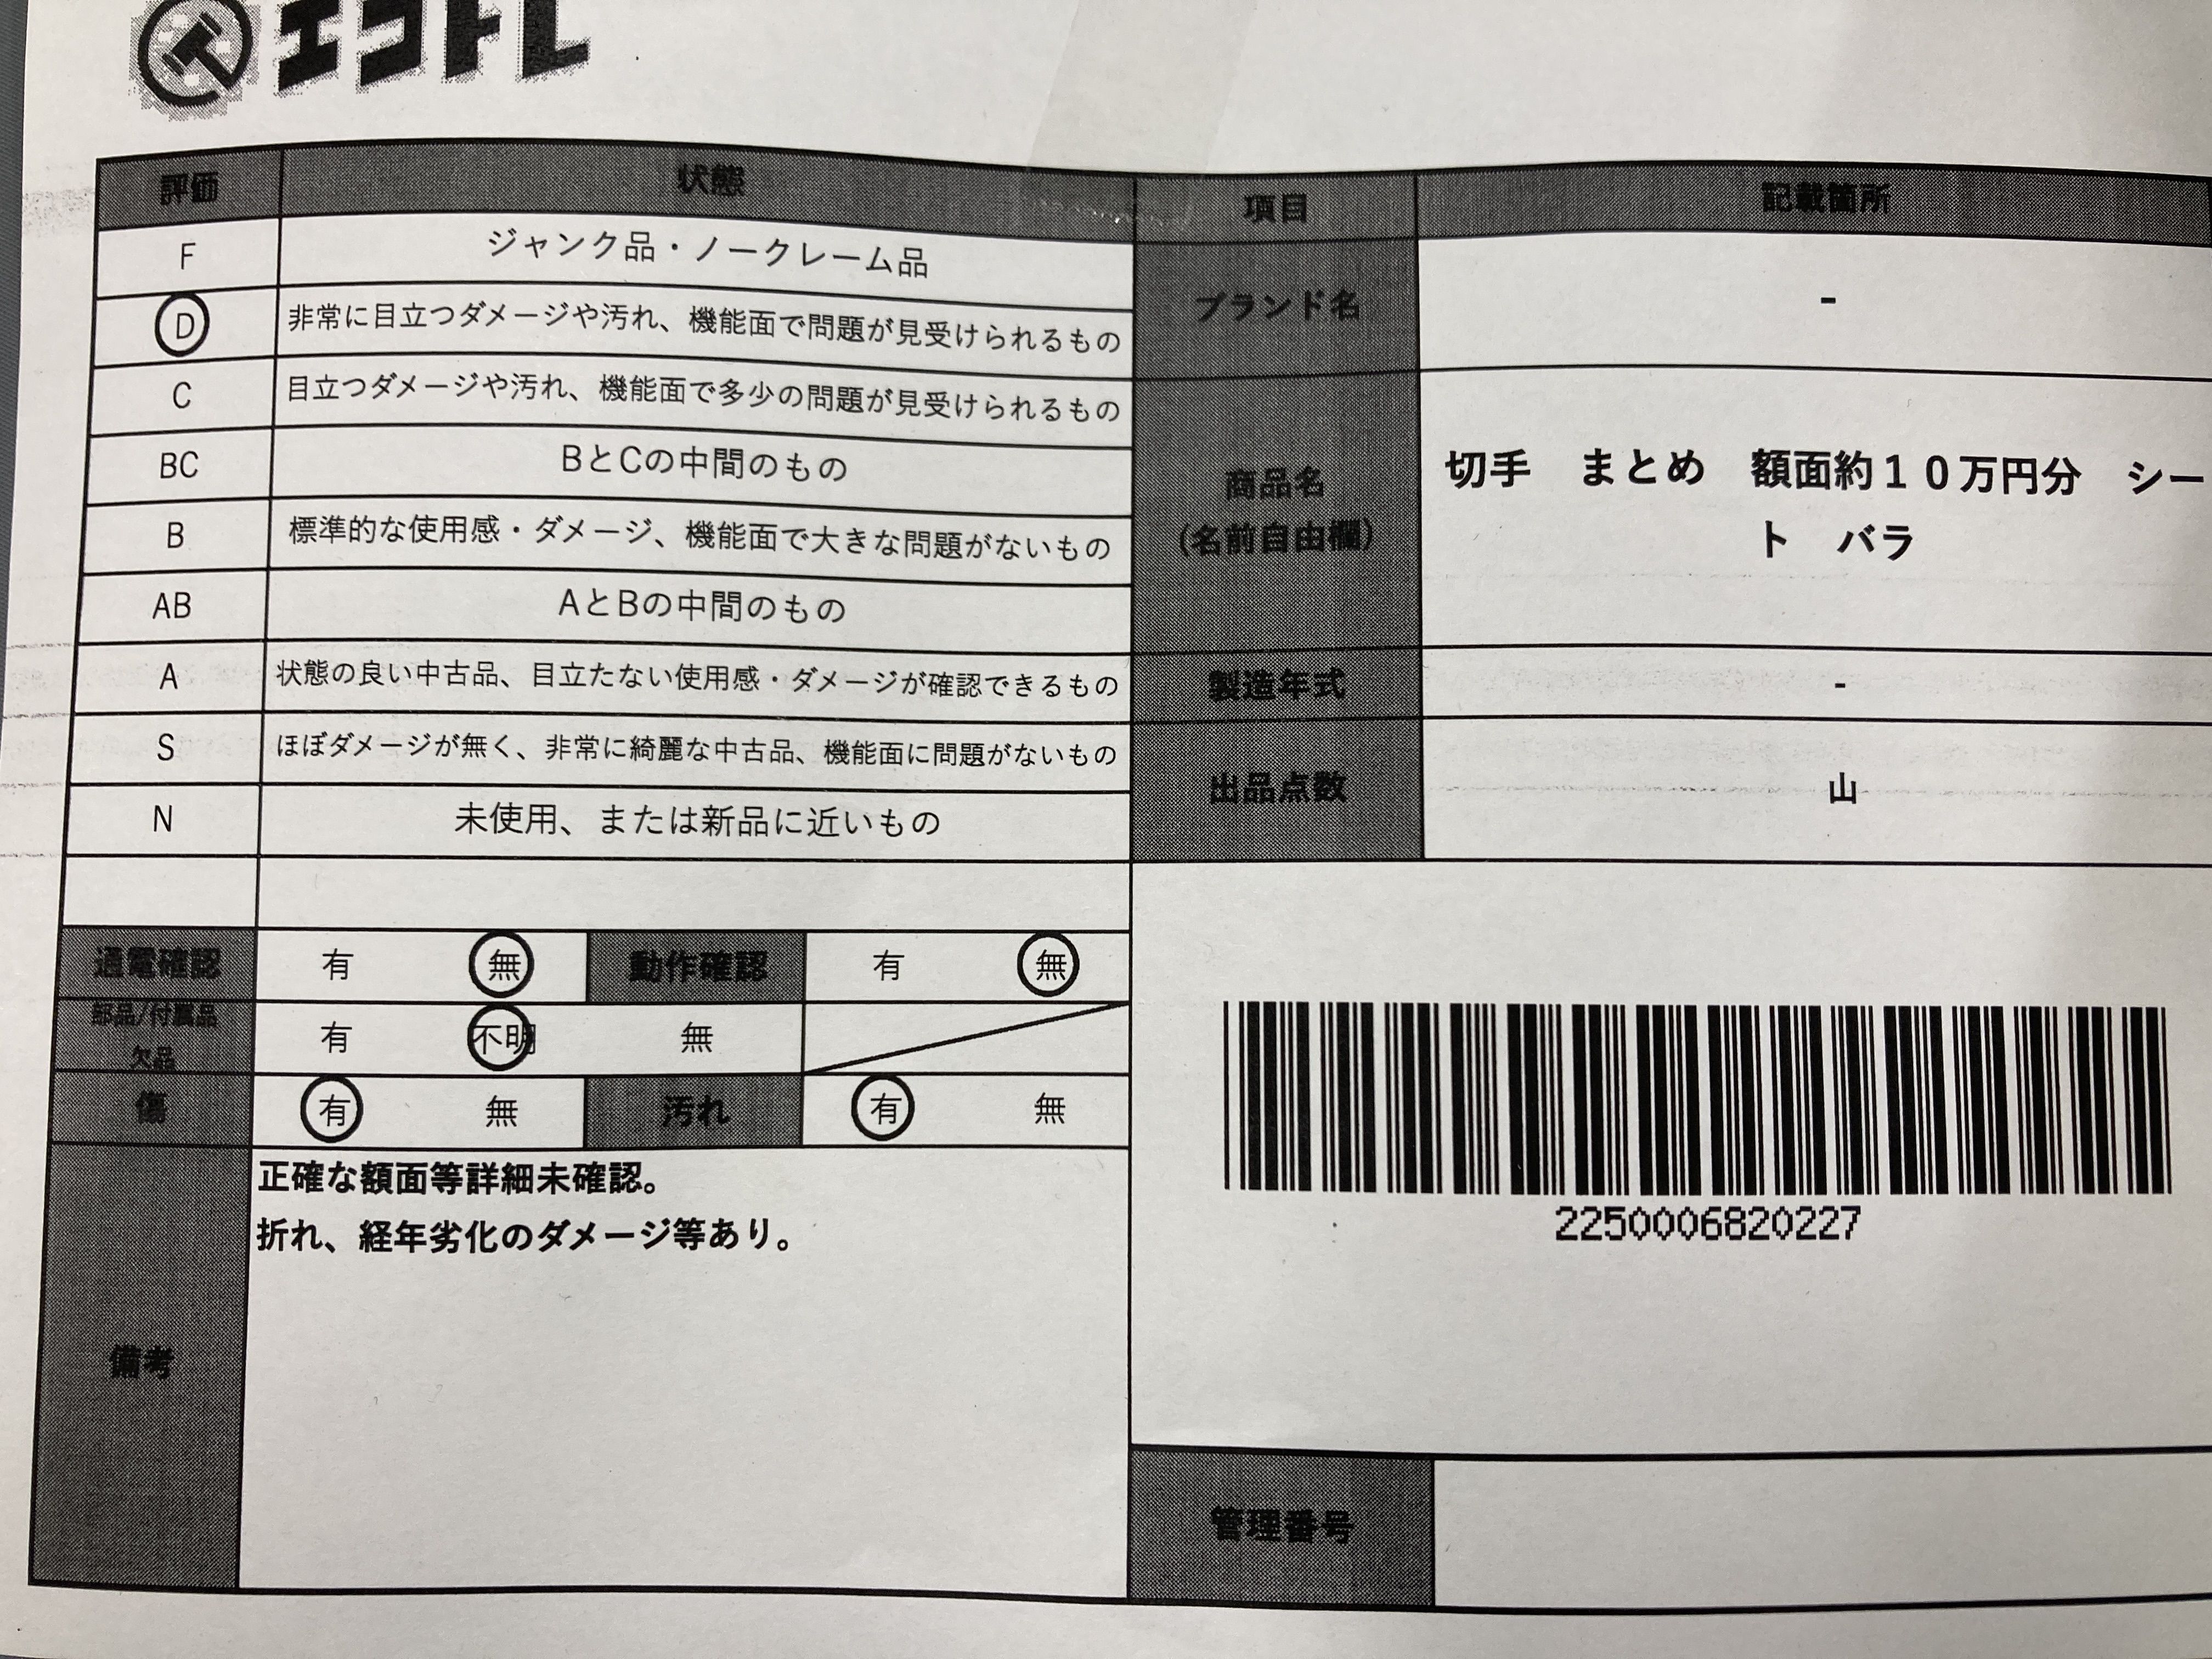 エコトレ
評価 状態 項目 記載箇所
F ジャンク品・ノークレーム品
D 非常に目立つダメージや汚れ、機能面で問題が見受けられるもの
ブランド名 -
C 目立つダメージや汚れ、機能面で多少の問題が見受けられるもの
BC BとCの中間のもの
商品名
(名前自由欄)
切手 まとめ 額面約10万円分 シー
ト バラ
B 標準的な使用感・ダメージ、機能面で大きな問題がないもの
AB AとBの中間のもの
A 状態の良い中古品、目立たない使用感・ダメージが確認できるもの
製造年式 -
S ほぼダメージが無く、非常に綺麗な中古品、機能面に問題がないもの
出品点数 山
N 未使用、または新品に近いもの
通電確認 有 無 動作確認 有 無
部品/付属品
欠品
有 不明 無
傷 有 無 汚れ 有 無
備考
正確な額面等詳細未確認。
折れ、経年劣化のダメージ等あり。
2250006820227
管理番号